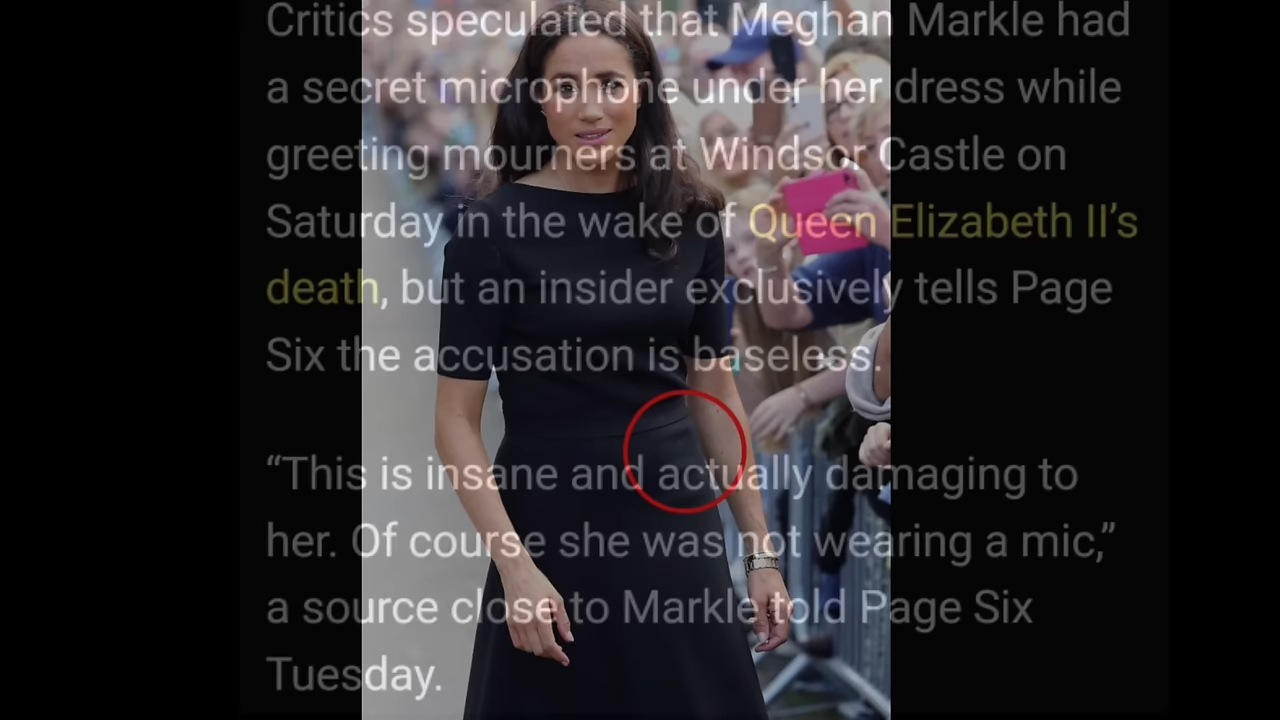 Critics speculated that Meghan Markle had
a secret microphone under her dress while
greeting mourners at Windsor Castle on
Saturday in the wake of Queen Elizabeth II’s
death, but an insider exclusively tells Page
Six the accusation is baseless.
“This is insane and actually damaging to
her. Of course she was not wearing a mic,”
a source close to Markle told Page Six
Tuesday.